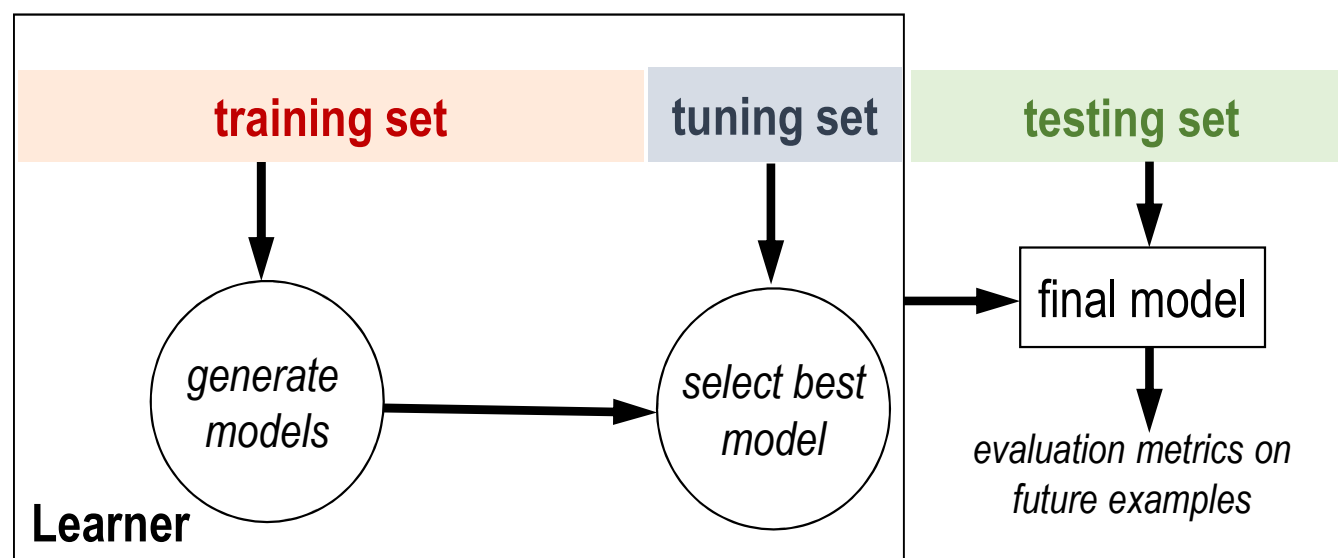 training set
tuning set
testing set
generate
models
select best
model
final model
evaluation metrics on
future examples
Learner